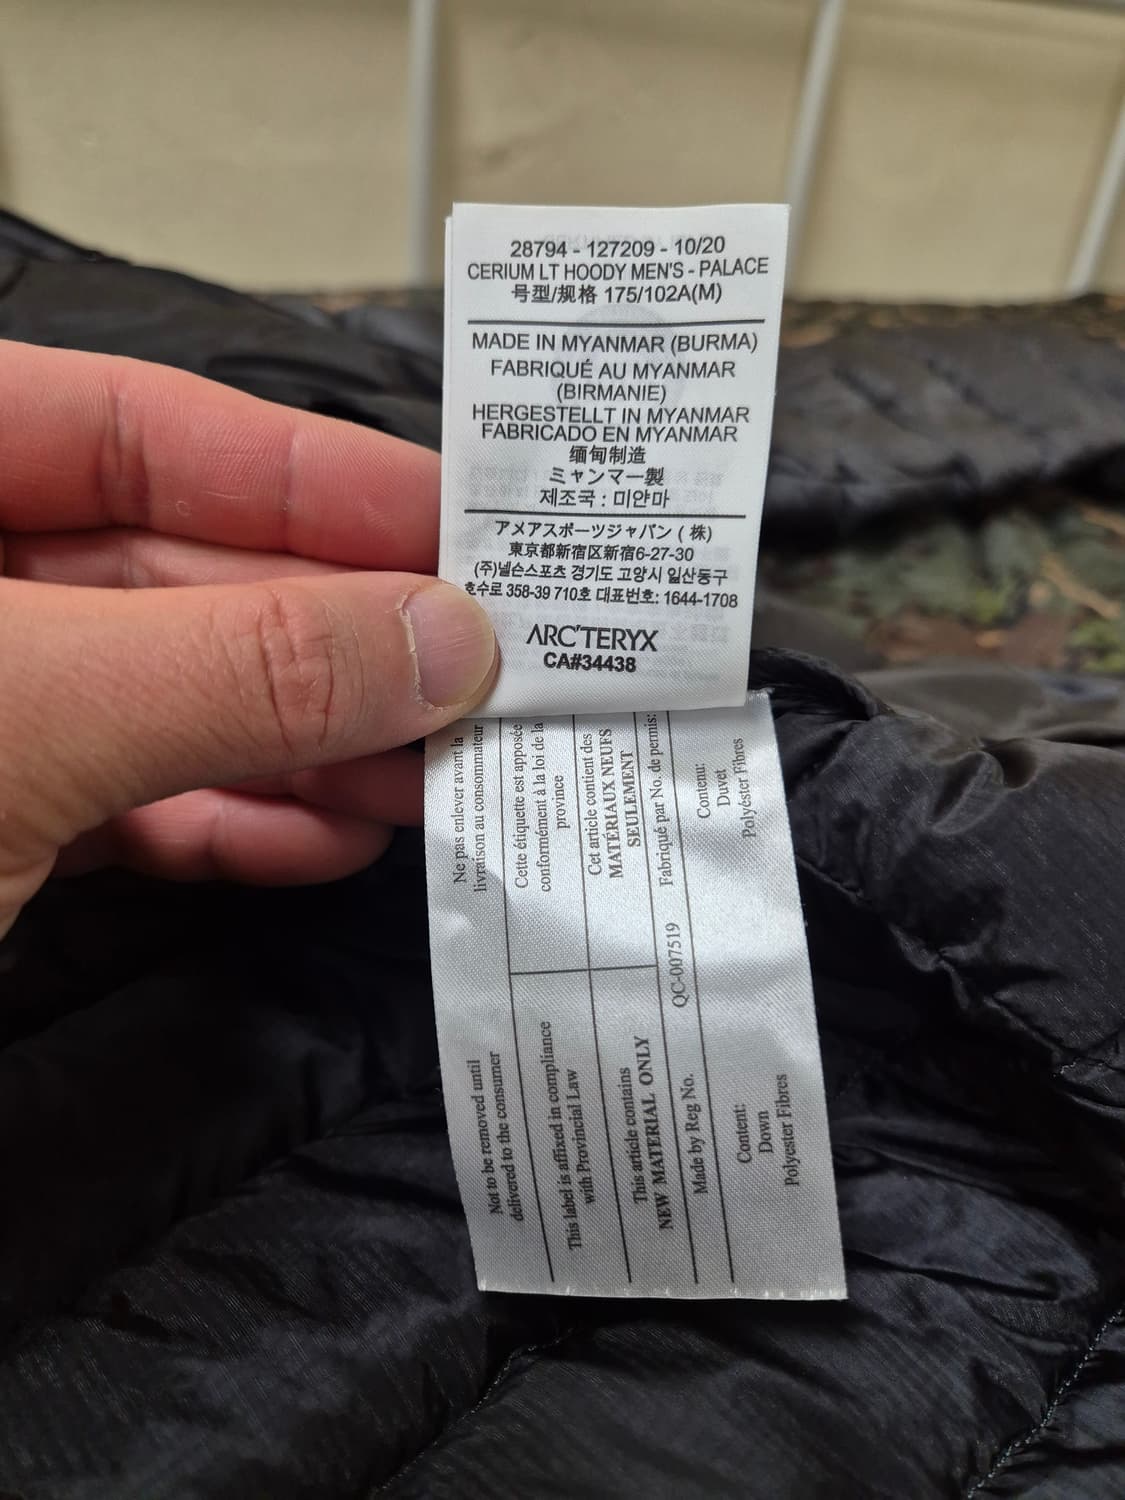 28794 - 127209 - 10/20
CERIUM LT HOODY MEN'S - PALACE
号型/规格 175/102A(M)
MADE IN MYANMAR (BURMA)
FABRIQUÉ AU MYANMAR
(BIRMANIE)
HERGESTELLT IN MYANMAR
FABRICADO EN MYANMAR
缅甸制造
ミャンマー製
제조국 : 미얀마
アメアスポーツジャパン ( 株)
東京都新宿区新宿6-27-30
(주)넬슨스포츠 경기도 고양시 일산동구
호수로 358-39 710호 대표번호: 1644-1708
ARC'TERYX
CA#34438
Ne pas enlever avant la
livraison au consommateur
Cette étiquette est apposée
conformément à la loi de la
province
Cet article contient des
MATÉRIAUX NEUFS
SEULEMENT
Fabriqué par No. de permis:
Contenu:
Duvet
Polyéster Fibres
QC-007519
Not to be removed until
delivered to the consumer
This label is affixed in compliance
with Provincial Law
This article contains
NEW MATERIAL ONLY
Made by Reg No.
Content:
Down
Polyester Fibres